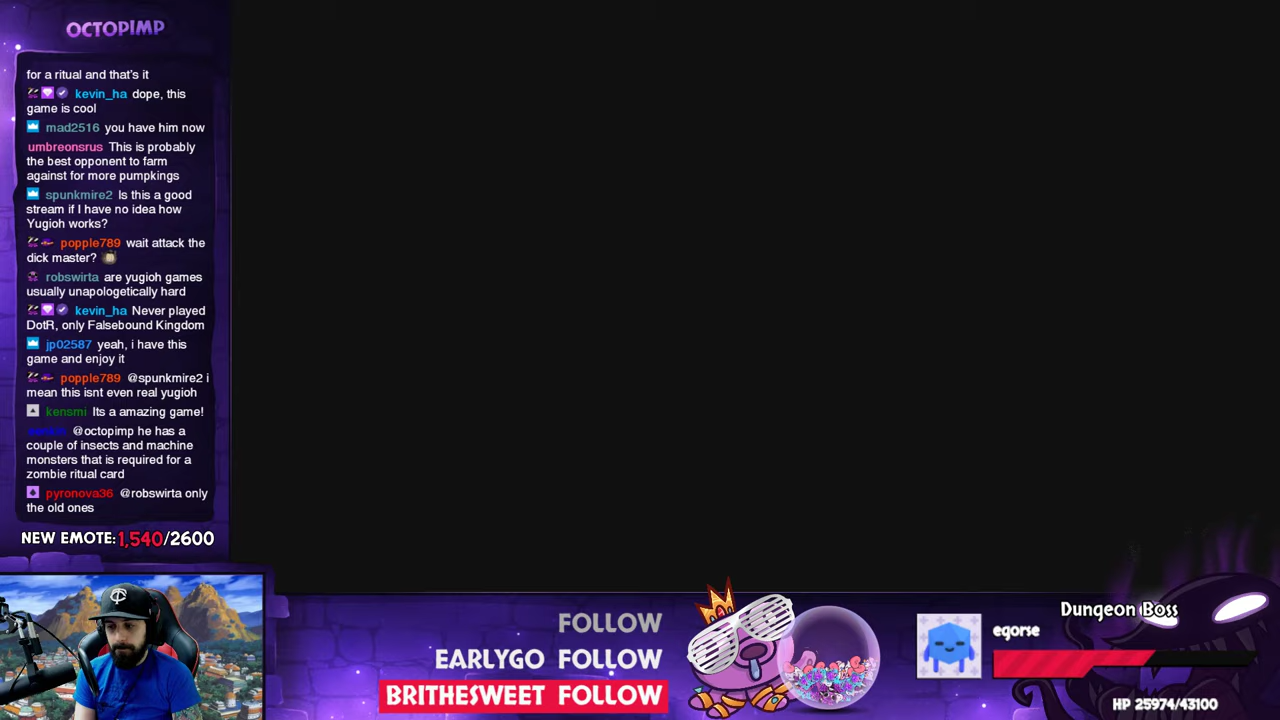 OCTOPIMP
for a ritual and that's it
kevin_ha dope, this
game is cool
mad2516 you have him now
umbreonsrus This is probably
the best opponent to farm
against for more pumpkings
spunkmire2 Is this a good
stream if I have no idea how
Yugioh works?
popple789 wait attack the
dick master?
robswirta are yugioh games
usually unapologetically hard
kevin_ha Never played
DotR, only Falsebound Kingdom
jp02587 yeah, i have this
game and enjoy it
popple789 @spunkmire2 i
mean this isnt even real yugioh
kensmi Its a amazing game!
@octopimp he has a
couple of insects and machine
monsters that is required for a
zombie ritual card
pyronova36 @robswirta only
the old ones
NEW EMOTE: 1,540/2600
FOLLOW
EARLYGO FOLLOW
BRITHESWEET FOLLOW
Dungeon Boss
egorse
HP 25974/43100